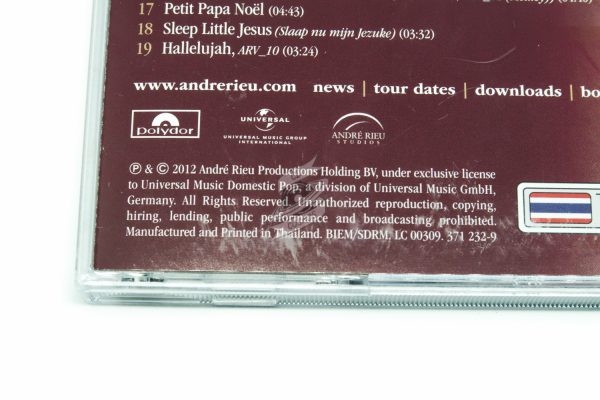 17 Petit Papa Noël (04:43)
18 Sleep Little Jesus (Slaap nu mijn Jezuke) (03:32)
19 Hallelujah, ARV_10 (03:24)
www.andrerieu.com news | tour dates | downloads | bo
polydor
UNIVERSAL
UNIVERSAL MUSIC GROUP
INTERNATIONAL
ANDRÉ RIEU
STUDIOS
℗ & © 2012 André Rieu Productions Holding BV, under exclusive license
to Universal Music Domestic Pop, a division of Universal Music GmbH,
Germany. All Rights Reserved. Unauthorized reproduction, copying,
hiring, lending, public performance and broadcasting prohibited.
Manufactured and Printed in Thailand. BIEM/SDRM. LC 00309. 371 232-9